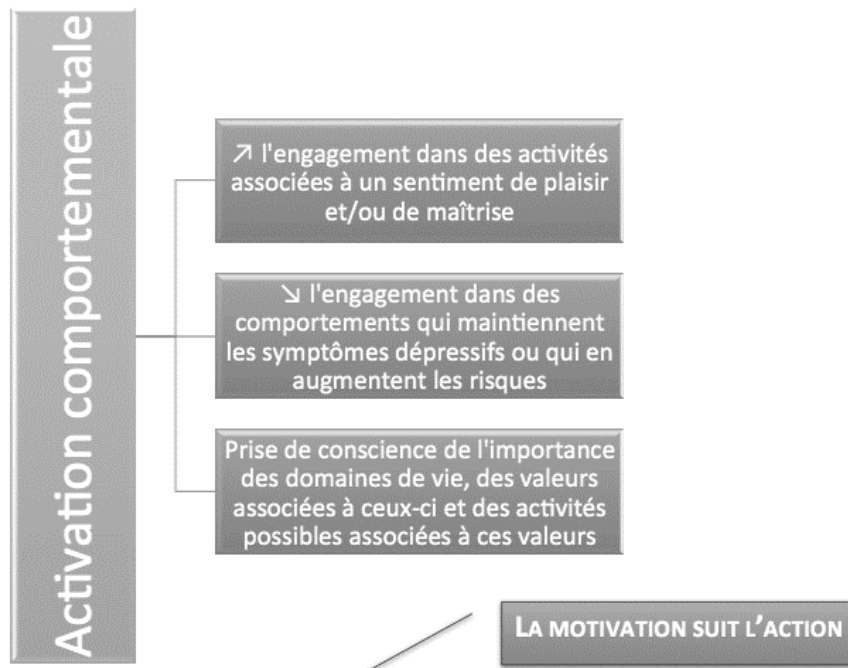 Activation comportementale
↗ l'engagement dans des activités
associées à un sentiment de plaisir
et/ou de maîtrise
↘ l'engagement dans des
comportements qui maintiennent
les symptômes dépressifs ou qui en
augmentent les risques
Prise de conscience de l'importance
des domaines de vie, des valeurs
associées à ceux-ci et des activités
possibles associées à ces valeurs
LA MOTIVATION SUIT L'ACTION